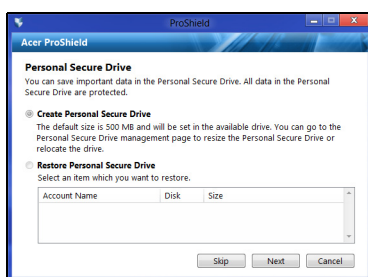 ProShield
Acer ProShield
Personal Secure Drive
You can save important data in the Personal Secure Drive. All data in the Personal
Secure Drive are protected.
Create Personal Secure Drive
The default size is 500 MB and will be set in the available drive. You can go to the
Personal Secure Drive management page to resize the Personal Secure Drive or
relocate the drive.
Restore Personal Secure Drive
Select an item which you want to restore.
Account Name Disk Size
Skip Next Cancel